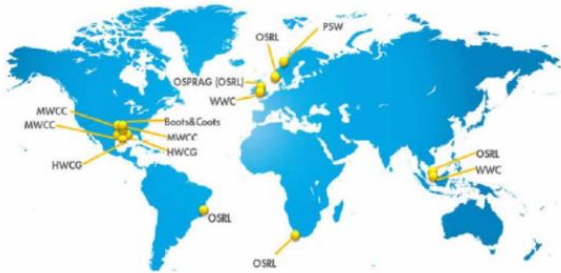 PSW
OSRL
OSPRAG (OSRL)
WWC
MWCC
Boots&Coots
MWCC
MWCC
HWCG
HWCG
OSRL
WWC
OSRL
OSRL